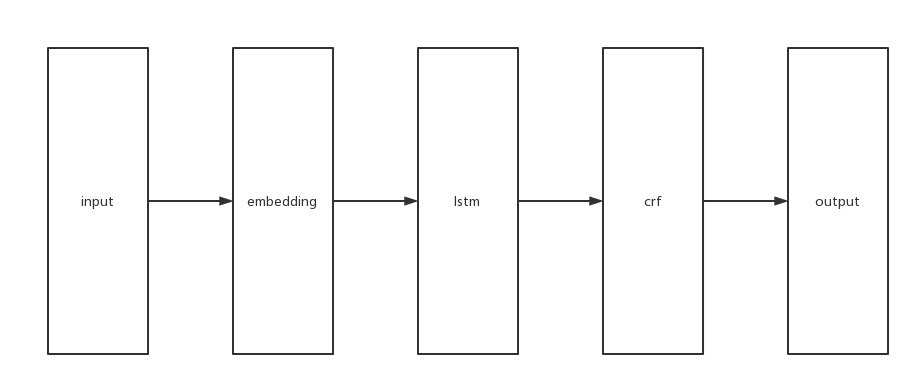 input
embedding
lstm
crf
output